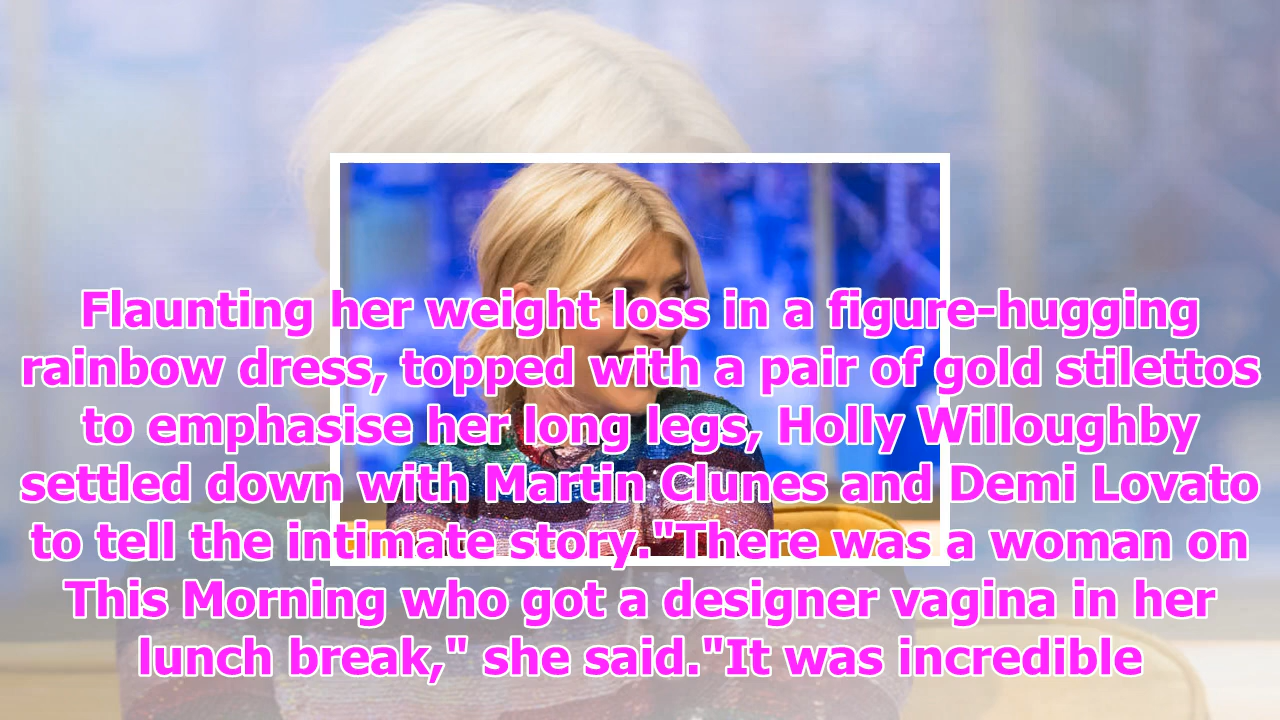 Flaunting her weight loss in a figure-hugging
rainbow dress, topped with a pair of gold stilettos
to emphasise her long legs, Holly Willoughby
settled down with Martin Clunes and Demi Lovato
to tell the intimate story."There was a woman on
This Morning who got a designer vagina in her
lunch break," she said."It was incredible